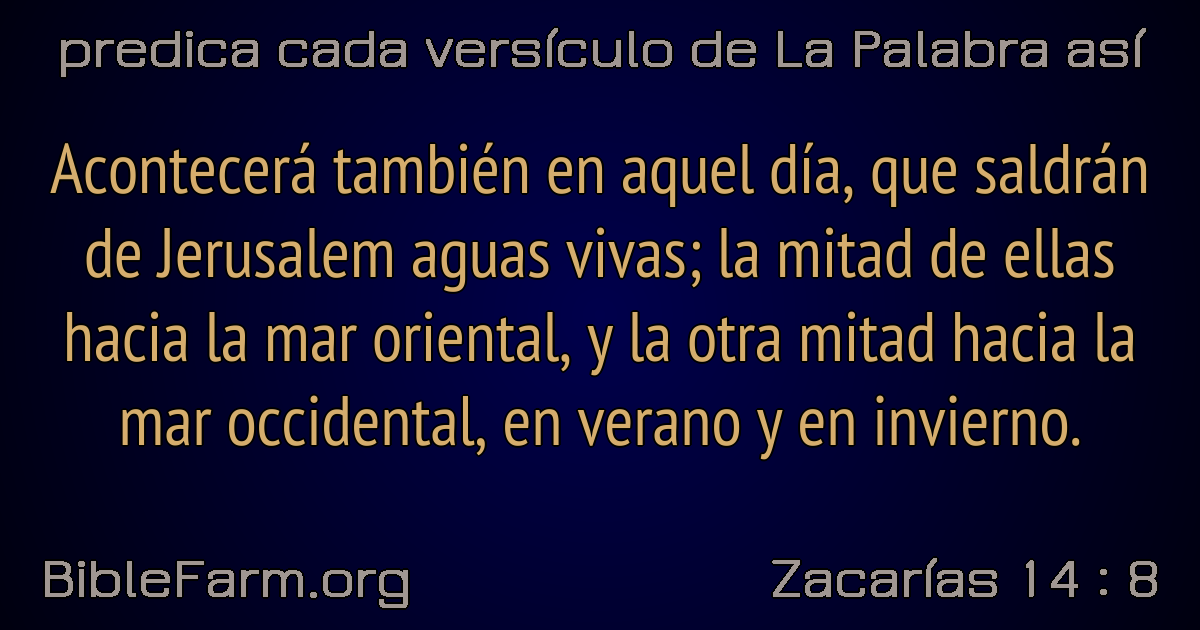 predica cada versículo de La Palabra así
Acontecerá también en aquel día, que saldrán
de Jerusalem aguas vivas; la mitad de ellas
hacia la mar oriental, y la otra mitad hacia la
mar occidental, en verano y en invierno.
BibleFarm.org
Zacarías 14 : 8